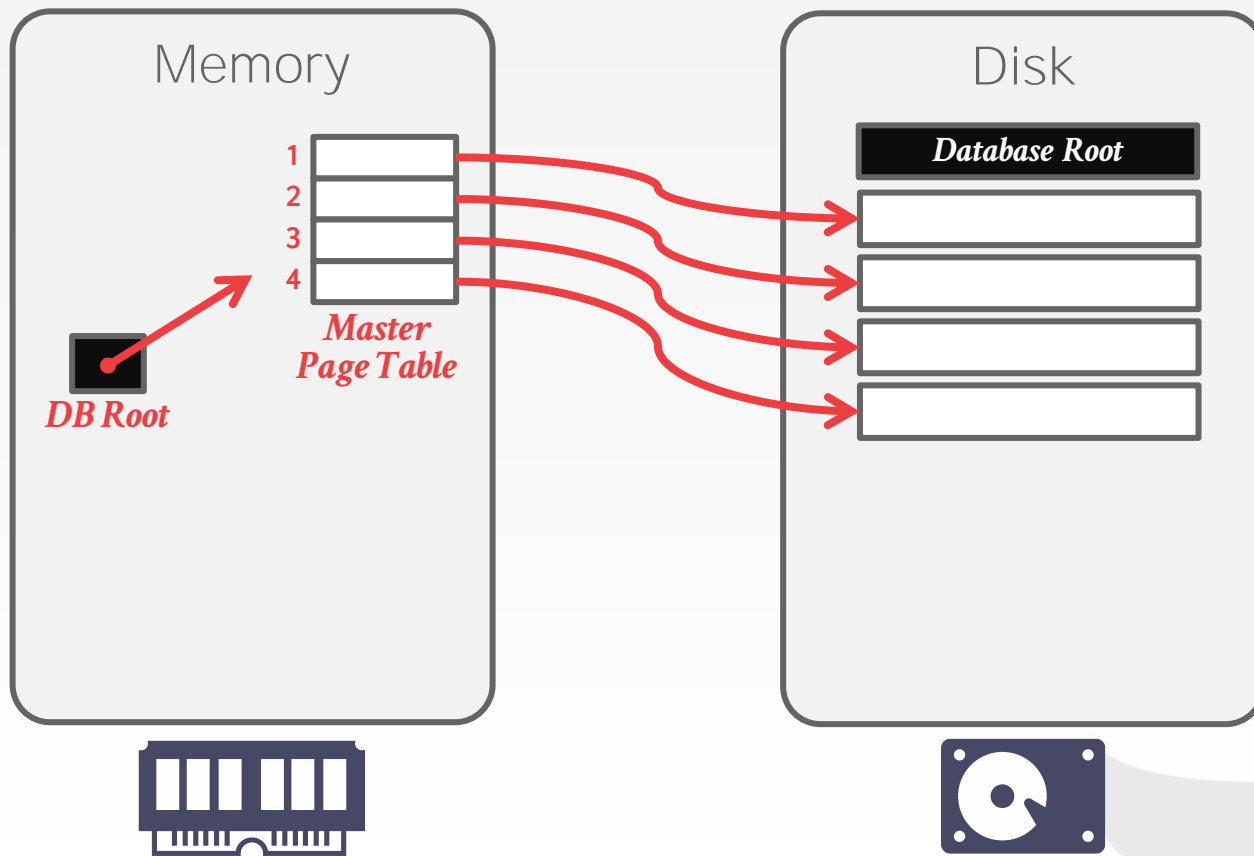 Memory
Disk
Database Root
1
2
3
4
Master
Page Table
DB Root